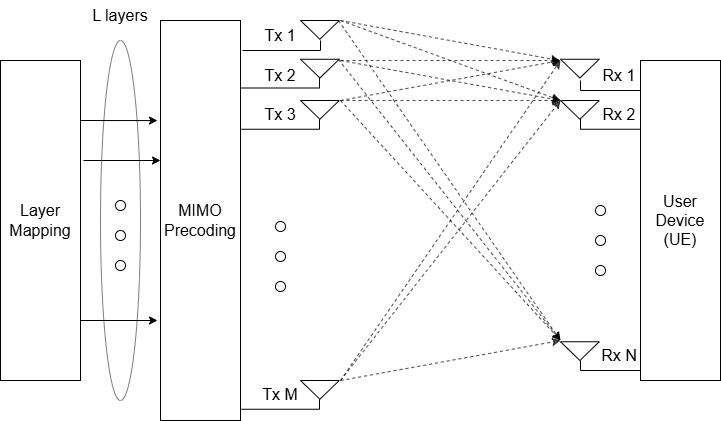 L layers
Layer
Mapping
MIMO
Precoding
Tx 1
Tx 2
Tx 3
Tx M
Rx 1
Rx 2
Rx N
User
Device
(UE)